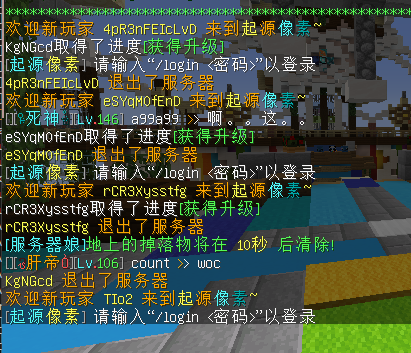 ********************************************
欢迎新玩家 4pR3nFEIcLvD 来到起源像素~
KgNGcd取得了进度[获得升级]
[起源像素] 请输入“/login <密码>”以登录
4pR3nFEIcLvD 退出了服务器
欢迎新玩家 eSYqMOfEnD 来到起源像素~
死神 Lv.146] a99a99 >> 啊。。这。。
eSYqMOfEnD取得了进度[获得升级]
eSYqMOfEnD 退出了服务器
[起源像素] 请输入“/login <密码>”以登录
欢迎新玩家 rCR3Xysstfg 来到起源像素~
rCR3Xysstfg取得了进度[获得升级]
rCR3Xysstfg 退出了服务器
[服务器娘]地上的掉落物将在 10秒 后清除!
肝帝 Lv.106] count >> woc
KgNGcd 退出了服务器
欢迎新玩家 TIo2 来到起源像素~
[起源像素] 请输入“/login <密码>”以登录